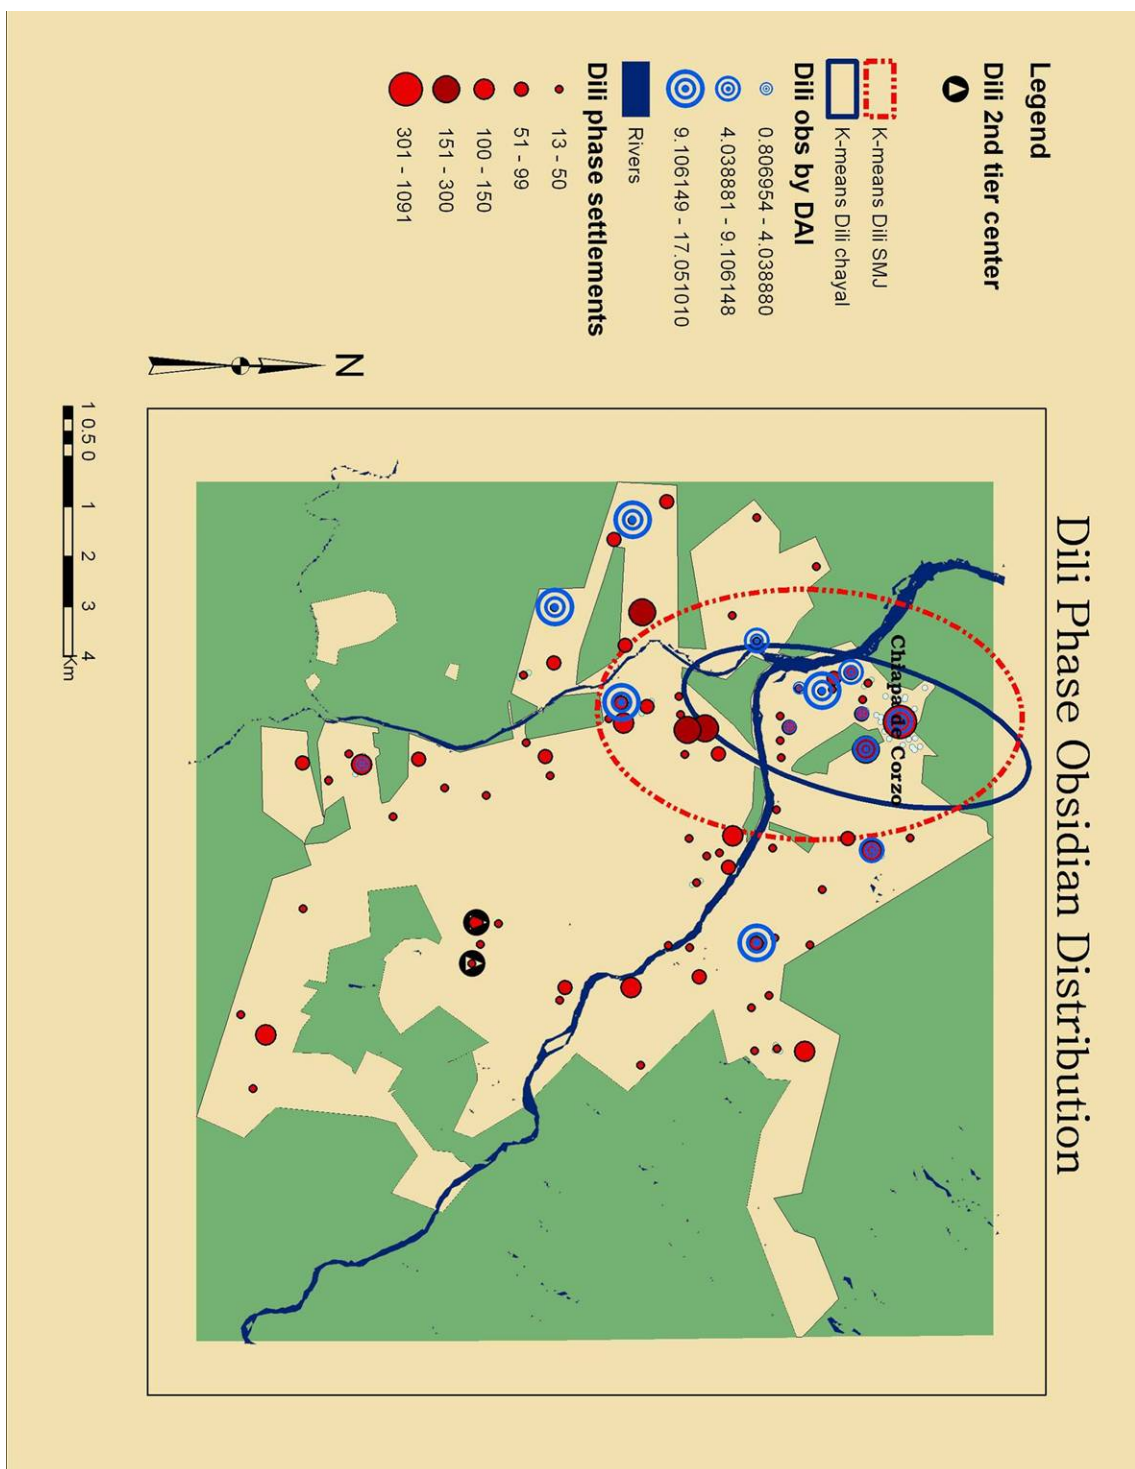 Dili Phase Obsidian Distribution
Legend
Dili 2nd tier center
K-means Dili SMJ
K-means Dili chayal
Dili obs by DAI
0.806954 - 4.038880
4.038881 - 9.106148
9.106149 - 17.051010
Rivers
Dili phase settlements
13 - 50
51 - 99
100 - 150
151 - 300
301 - 1091
Chiapa de Corzo
N
1 0.5 0 1 2 3 4
Km